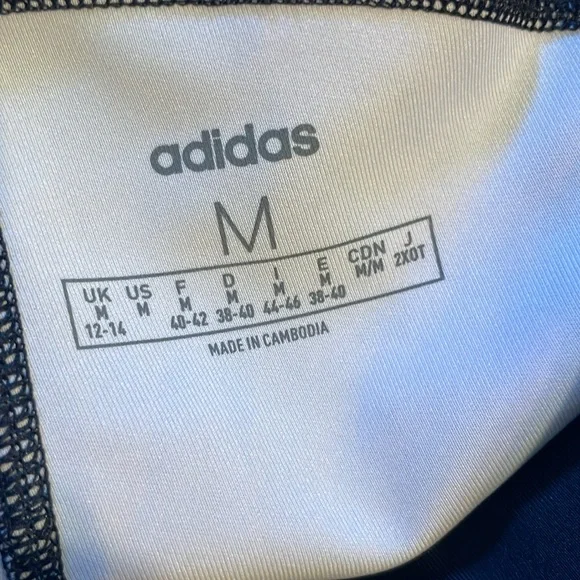 adidas
M
UK US F D I E CDN J
M M M M M M M/M 2XOT
12-14 40-42 38-40 44-46 38-40
MADE IN CAMBODIA